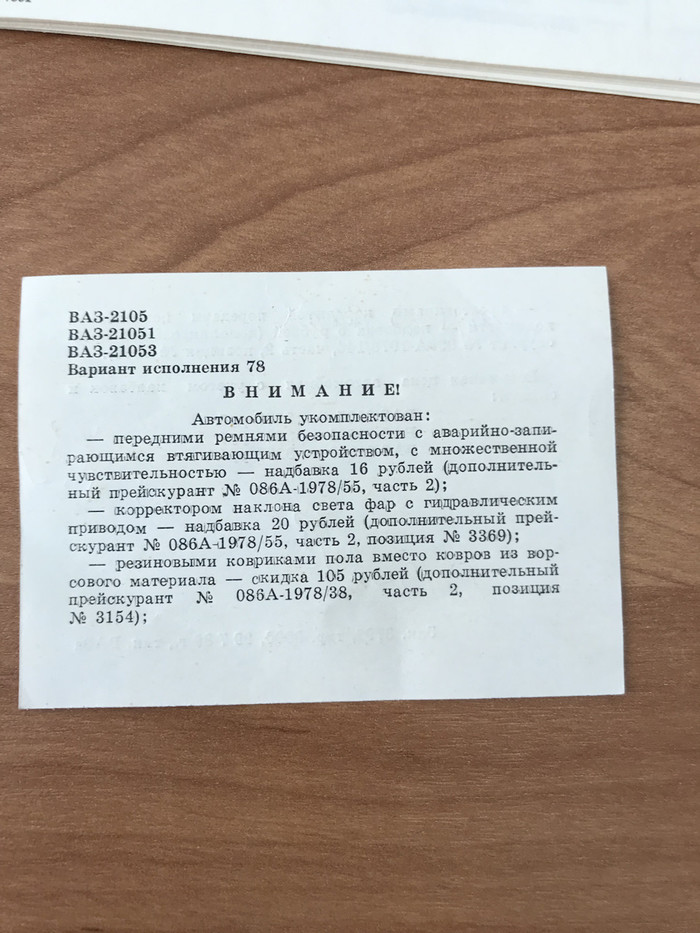 ВАЗ-2105
ВАЗ-21051
ВАЗ-21053
Вариант исполнения 78
ВНИМАНИЕ!
Автомобиль укомплектован:
— передними ремнями безопасности с аварийно-запи-
рающимся втягивающим устройством, с множественной
чувствительностью — надбавка 16 рублей (дополнитель-
ный прейскурант № 086А-1978/55, часть 2);
— корректором наклона света фар с гидравлическим
приводом — надбавка 20 рублей (дополнительный прей-
скурант № 086А-1978/55, часть 2, позиция № 3369);
— резиновыми ковриками пола вместо ковров из вор-
сового материала — скидка 105 рублей (дополнительный
прейскурант № 086А-1978/38, часть 2, позиция
№ 3154);